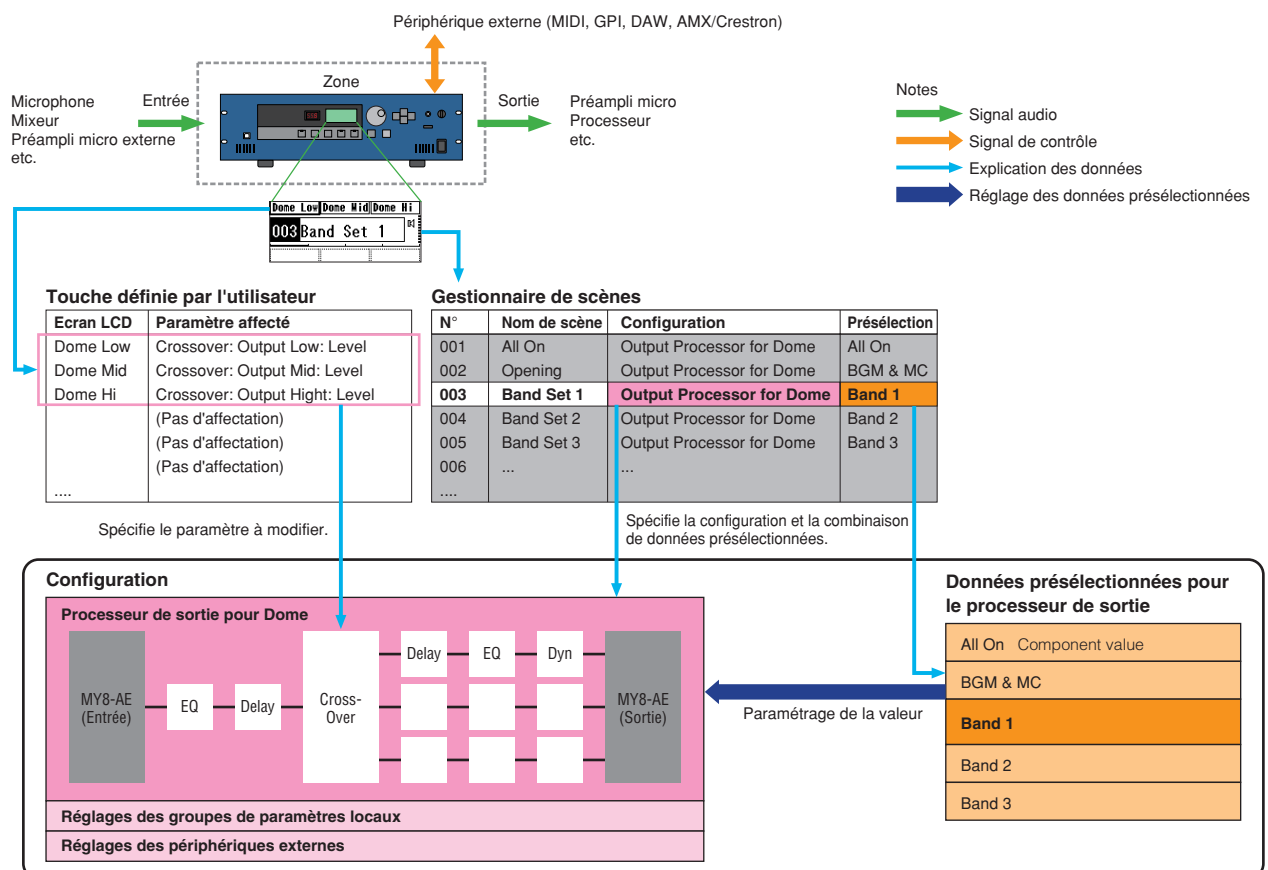 Périphérique externe (MIDI, GPI, DAW, AMX/Crestron)
Zone
Microphone
Mixeur
Préampli micro externe
etc.
Entrée
Sortie
Préampli micro
Processeur
etc.
Notes
Signal audio
Signal de contrôle
Explication des données
Réglage des données présélectionnées
Dome Low Dome Mid Dome Hi
003 Band Set 1
Touche définie par l'utilisateur
Ecran LCD Paramètre affecté
Dome Low Crossover: Output Low: Level
Dome Mid Crossover: Output Mid: Level
Dome Hi Crossover: Output Hight: Level
(Pas d'affectation)
(Pas d'affectation)
(Pas d'affectation)
....
Gestionnaire de scènes
N° Nom de scène Configuration Présélection
001 All On Output Processor for Dome All On
002 Opening Output Processor for Dome BGM & MC
003 Band Set 1 Output Processor for Dome Band 1
004 Band Set 2 Output Processor for Dome Band 2
005 Band Set 3 Output Processor for Dome Band 3
006 ... ...
....
Spécifie le paramètre à modifier.
Spécifie la configuration et la combinaison
de données présélectionnées.
Configuration
Processeur de sortie pour Dome
MY8-AE
(Entrée)
EQ
Delay
Cross-
Over
Delay
EQ
Dyn
MY8-AE
(Sortie)
Réglages des groupes de paramètres locaux
Réglages des périphériques externes
Paramétrage de la valeur
Données présélectionnées pour
le processeur de sortie
All On Component value
BGM & MC
Band 1
Band 2
Band 3